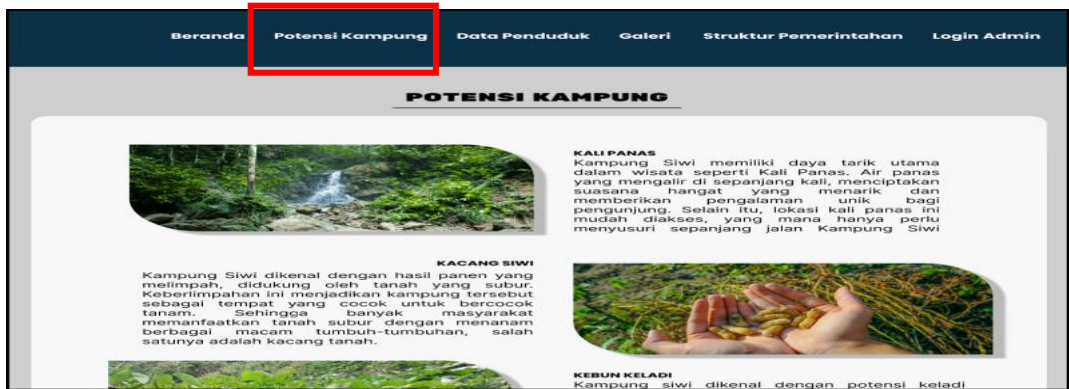 Beranda Potensi Kampung Data Penduduk Galeri Struktur Pemerintahan Login Admin
POTENSI KAMPUNG
KALI PANAS
Kampung Siwi memiliki daya tarik utama
dalam wisata seperti Kali Panas. Air panas
yang mengalir di sepanjang kali, menciptakan
suasana hangat yang menarik dan
memberikan pengalaman unik bagi
pengunjung. Selain itu, lokasi kali panas ini
mudah diakses, yang mana hanya perlu
menyusuri sepanjang jalan Kampung Siwi
KACANG SIWI
Kampung Siwi dikenal dengan hasil panen yang
melimpah, didukung oleh tanah yang subur.
Keberlimpahan ini menjadikan kampung tersebut
sebagai tempat yang cocok untuk bercocok
tanam. Sehingga banyak masyarakat
memanfaatkan tanah subur dengan menanam
berbagai macam tumbuh-tumbuhan, salah
satunya adalah kacang tanah.
KEBUN KELADI
Kampung siwi dikenal dengan potensi keladi